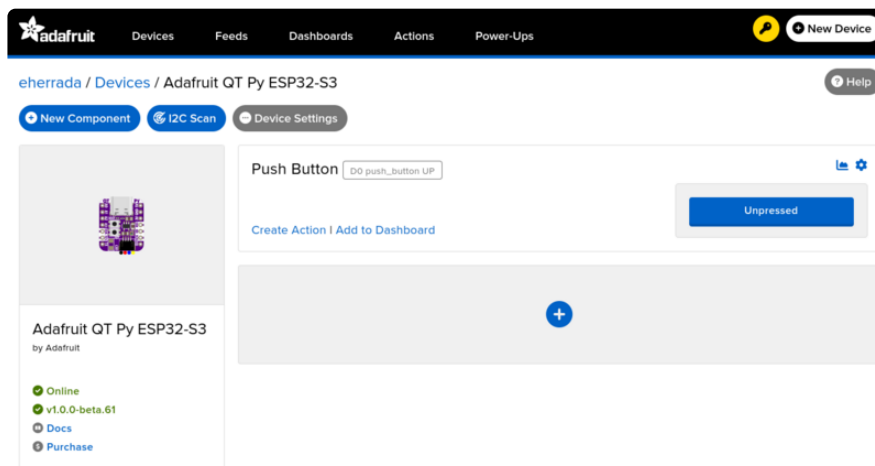 adafruit Devices Feeds Dashboards Actions Power-Ups New Device
eherrada / Devices / Adafruit QT Py ESP32-S3 Help
New Component I2C Scan Device Settings
Push Button D0 push_button UP
Unpressed
Create Action | Add to Dashboard
Adafruit QT Py ESP32-S3
by Adafruit
Online
v1.0.0-beta.61
Docs
Purchase